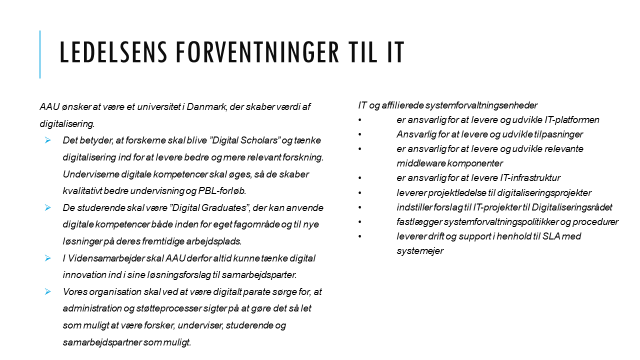 LEDELSENS FORVENTNINGER TIL IT
AAU ønsker at være et universitet i Danmark, der skaber værdi af
digitalisering.
Det betyder, at forskerne skal blive "Digital Scholars" og tænke
digitalisering ind for at levere bedre og mere relevant forskning.
Underviserne digitale kompetencer skal øges, så de skaber
kvalitativt bedre undervisning og PBL-forløb.
De studerende skal være "Digital Graduates", der kan anvende
digitale kompetencer både inden for eget fagområde og til nye
løsninger på deres fremtidige arbejdsplads.
I Vidensamarbejder skal AAU derfor altid kunne tænke digital
innovation ind i sine løsningsforslag til samarbejdsparter.
Vores organisation skal ved at være digitalt parate sørge for, at
administration og støtteprocesser sigter på at gøre det så let
som muligt at være forsker, underviser, studerende og
samarbejdspartner som muligt.
IT og affilierede systemforvaltningsenheder
• er ansvarlig for at levere og udvikle IT-platformen
• Ansvarlig for at levere og udvikle tilpasninger
• er ansvarlig for at levere og udvikle relevante
middleware komponenter
• er ansvarlig for at levere IT-infrastruktur
• leverer projektledelse til digitaliseringsprojekter
• indstiller forslag til IT-projekter til Digitaliseringsrådet
• fastlægger systemforvaltningspolitikker og procedurer
• leverer drift og support i henhold til SLA med
systemejer